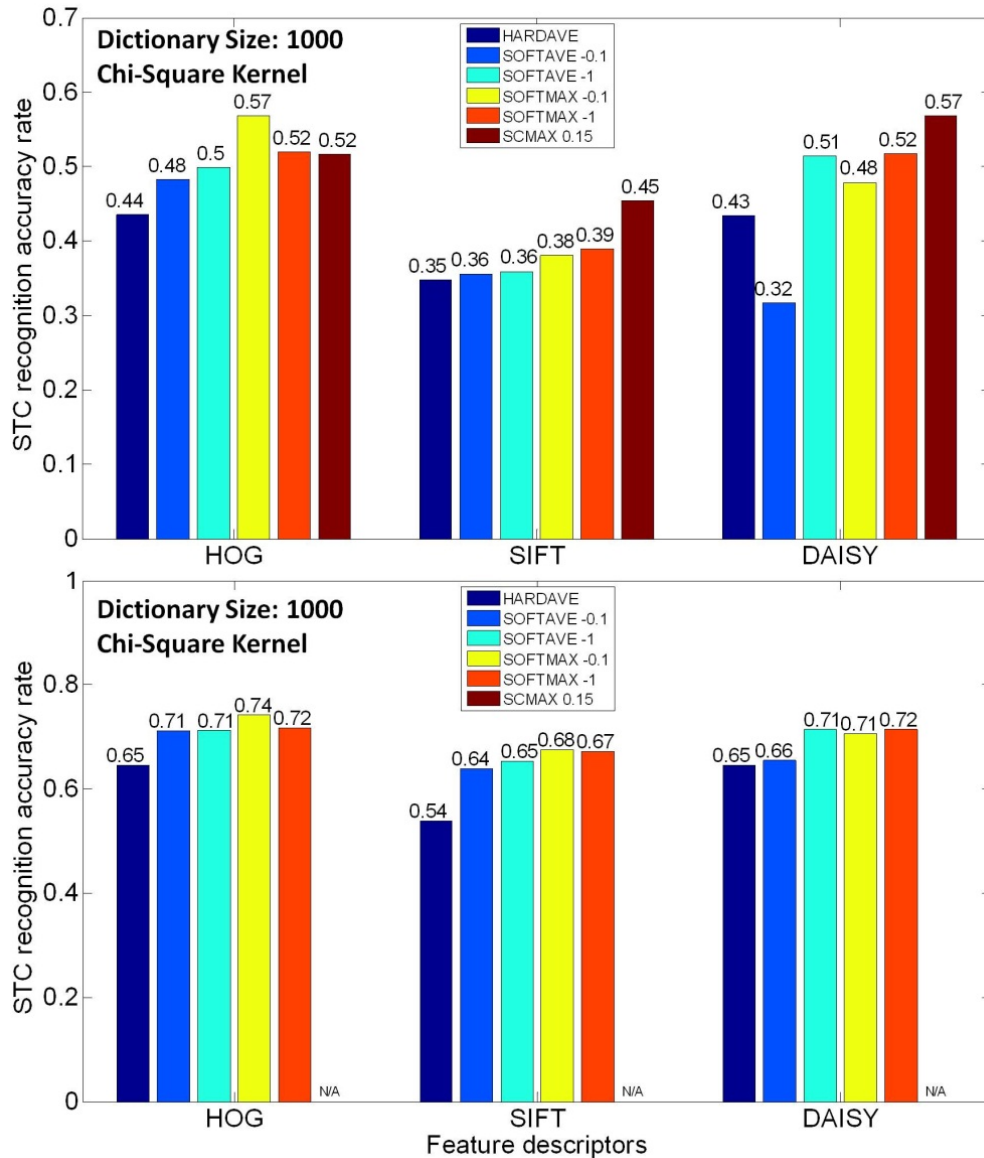 0.7
Dictionary Size: 1000
Chi-Square Kernel
HARDAVE
SOFTAVE -0.1
SOFTAVE -1
SOFTMAX -0.1
SOFTMAX -1
SCMAX 0.15
0.6
0.5
0.4
0.3
0.2
0.1
0
STC recognition accuracy rate
0.44
0.48
0.5
0.57
0.52
0.52
0.35
0.36
0.36
0.38
0.39
0.45
0.43
0.32
0.51
0.48
0.52
0.57
HOG
SIFT
DAISY
1
Dictionary Size: 1000
Chi-Square Kernel
HARDAVE
SOFTAVE -0.1
SOFTAVE -1
SOFTMAX -0.1
SOFTMAX -1
SCMAX 0.15
0.8
0.6
0.4
0.2
0
STC recognition accuracy rate
0.65
0.71
0.71
0.74
0.72
N/A
0.54
0.64
0.65
0.68
0.67
N/A
0.65
0.66
0.71
0.71
0.72
N/A
HOG
SIFT
DAISY
Feature descriptors